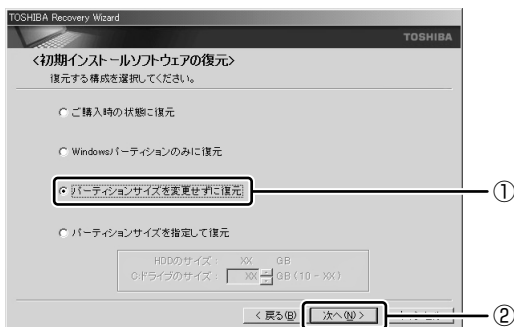 TOSHIBA Recovery Wizard
TOSHIBA
<初期インストールソフトウェアの復元>
復元する構成を選択してください。
ご購入時の状態に復元
Windowsパーティションのみに復元
パーティションサイズを変更せずに復元
①
パーティションサイズを指定して復元
HDDのサイズ： XX GB
C:ドライブのサイズ： XX GB (10 - XX)
< 戻る(B) 次へ(N) >
②